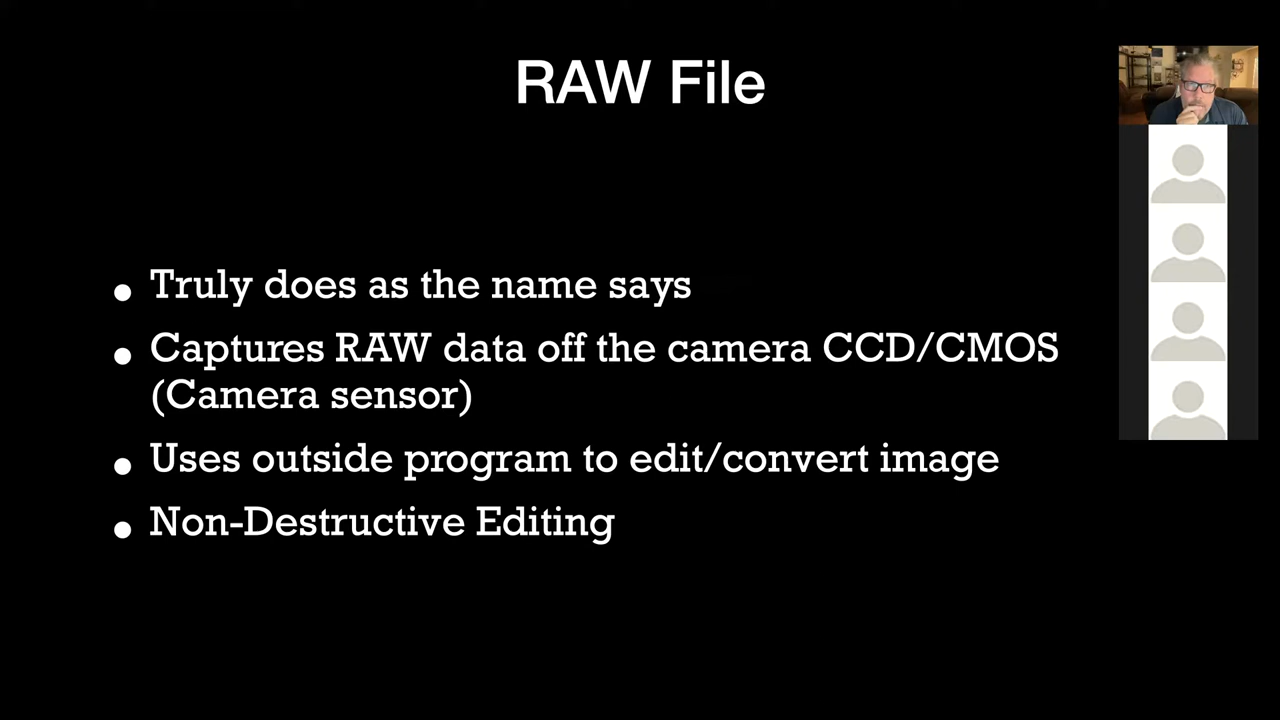 RAW File
• Truly does as the name says
• Captures RAW data off the camera CCD/CMOS
(Camera sensor)
• Uses outside program to edit/convert image
• Non-Destructive Editing